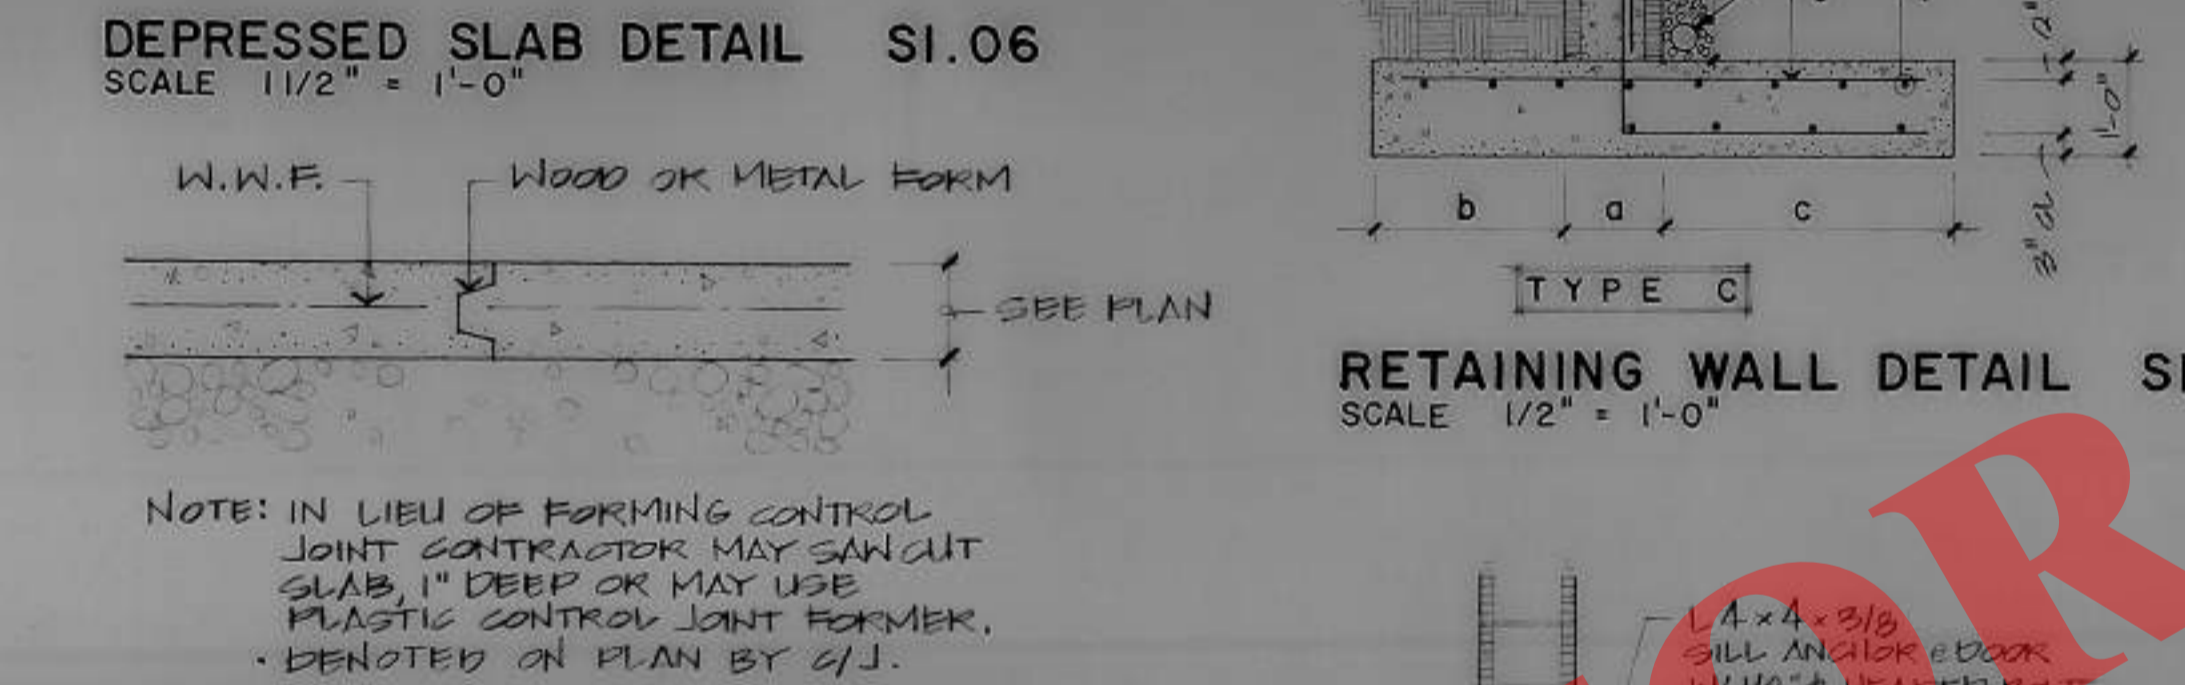 DEPRESSED SLAB DETAIL S1.06
SCALE 1 1/2" = 1'-0"
W.W.F.
WOOD OR METAL FORM
SEE PLAN
NOTE: IN LIEU OF FORMING CONTROL
JOINT CONTRACTOR MAY SAW CUT
SLAB, 1" DEEP OR MAY USE
PLASTIC CONTROL JOINT FORMER.
· DENOTED ON PLAN BY C/J.
1'-0"
3" cl
b a c
TYPE C
RETAINING WALL DETAIL
SCALE 1/2" = 1'-0"
L 4 x 4 x 3/8
SILL ANCHOR @ DOOR
OR